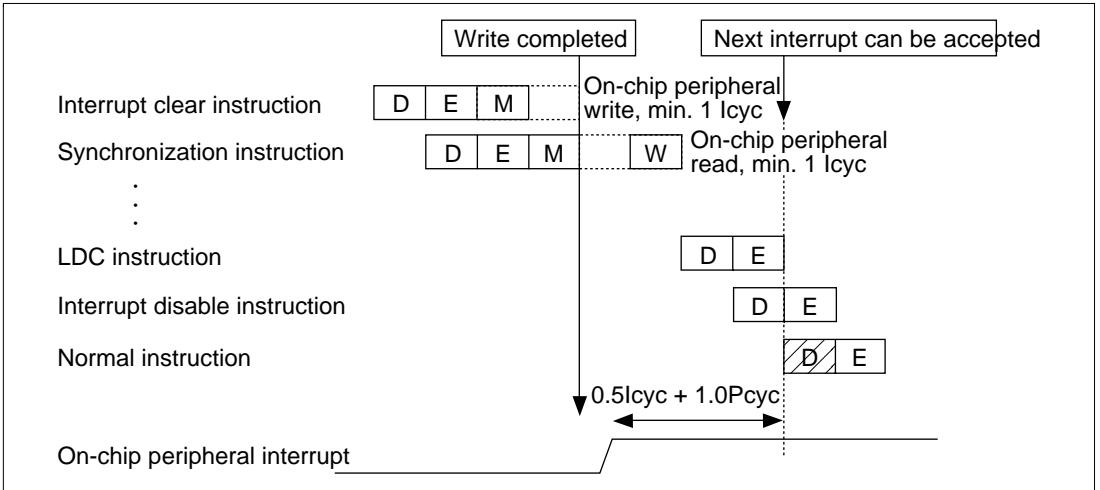 Write completed
Next interrupt can be accepted
Interrupt clear instruction
D E M
On-chip peripheral
write, min. 1 Icyc
Synchronization instruction
D E M W
On-chip peripheral
read, min. 1 Icyc
.
.
.
LDC instruction
D E
Interrupt disable instruction
D E
Normal instruction
D E
0.5Icyc + 1.0Pcyc
On-chip peripheral interrupt